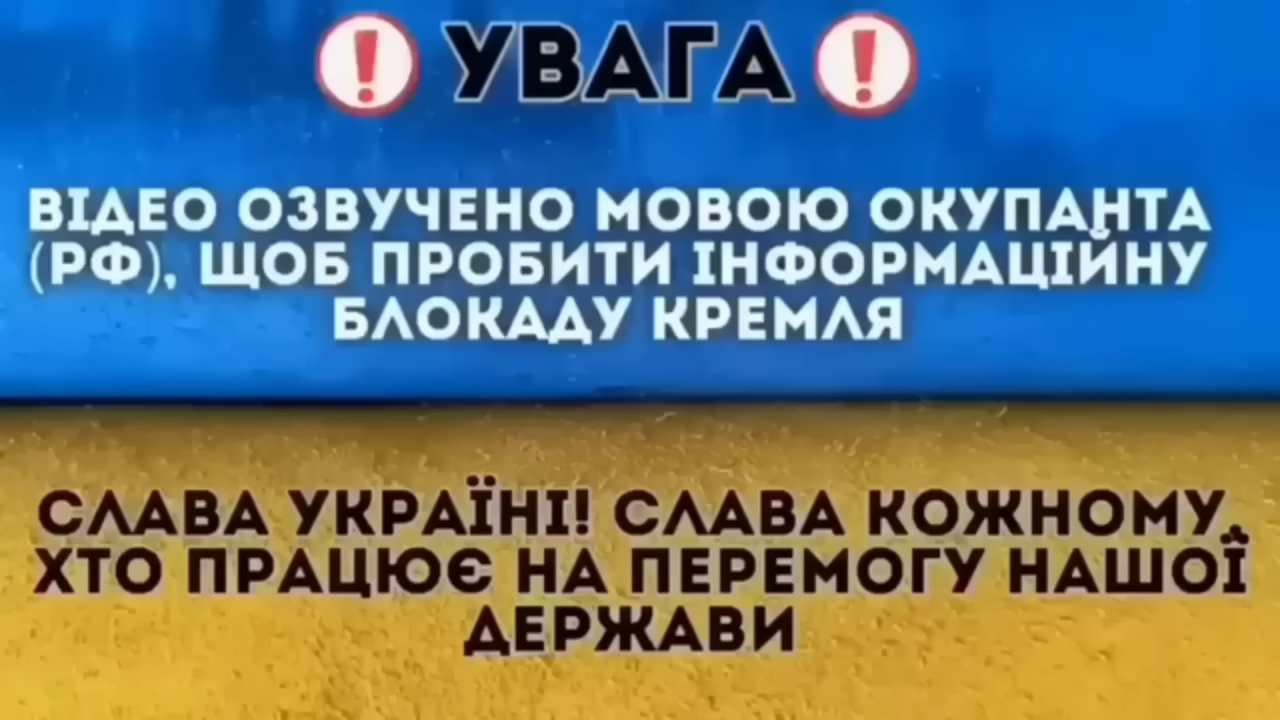 УВАГА
ВІДЕО ОЗВУЧЕНО МОВОЮ ОКУПАНТА
(РФ), ЩОБ ПРОБИТИ ІНФОРМАЦІЙНУ
БЛОКАДУ КРЕМЛЯ
СЛАВА УКРАЇНІ! СЛАВА КОЖНОМУ,
ХТО ПРАЦЮЄ НА ПЕРЕМОГУ НАШОЇ
ДЕРЖАВИ